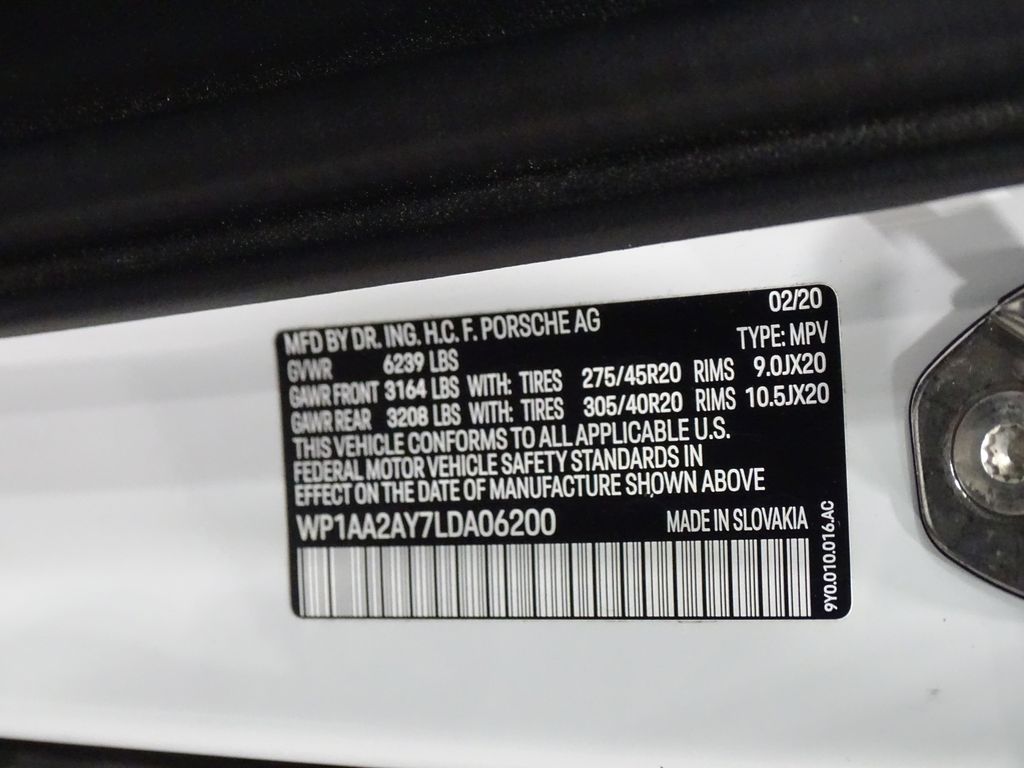 02/20
MFD BY DR. ING. H.C. F. PORSCHE AG TYPE: MPV
GVWR 6239 LBS
GAWR FRONT 3164 LBS WITH: TIRES 275/45R20 RIMS 9.0JX20
GAWR REAR 3208 LBS WITH: TIRES 305/40R20 RIMS 10.5JX20
THIS VEHICLE CONFORMS TO ALL APPLICABLE U.S.
FEDERAL MOTOR VEHICLE SAFETY STANDARDS IN
EFFECT ON THE DATE OF MANUFACTURE SHOWN ABOVE
WP1AA2AY7LDA06200 MADE IN SLOVAKIA
9Y0.010.016.AC